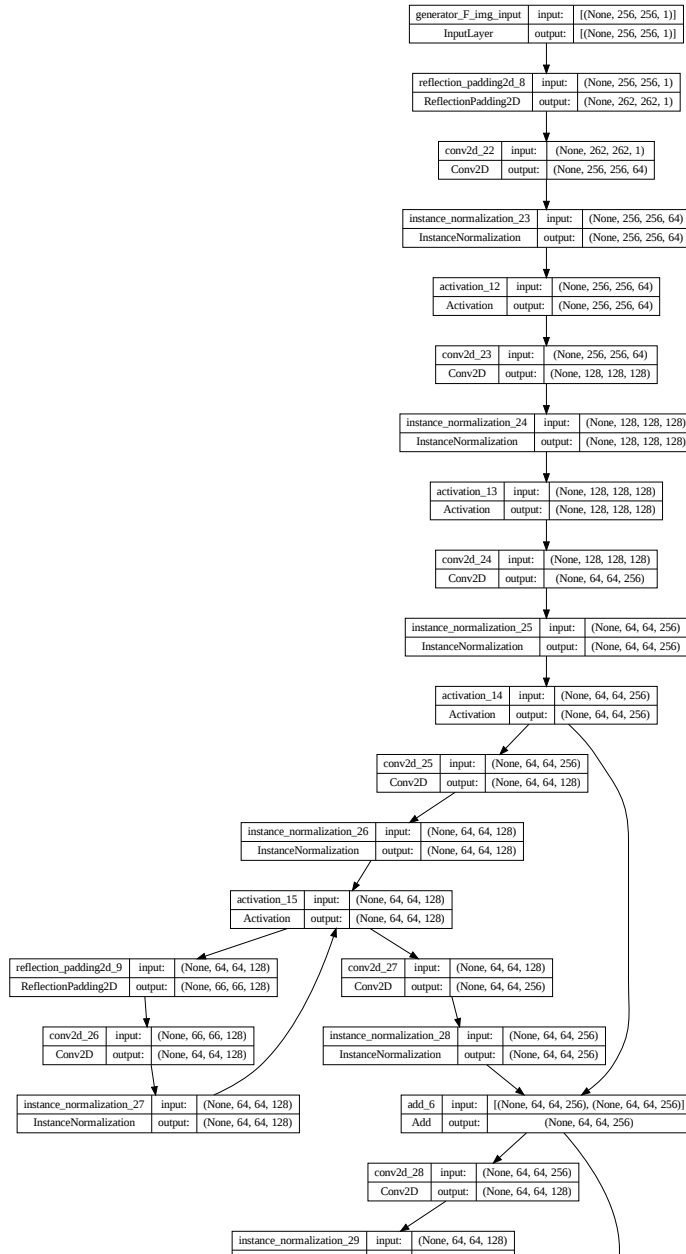 generator_F_img_input input: [(None, 256, 256, 1)]
InputLayer output: [(None, 256, 256, 1)]
reflection_padding2d_8 input: (None, 256, 256, 1)
ReflectionPadding2D output: (None, 262, 262, 1)
conv2d_22 input: (None, 262, 262, 1)
Conv2D output: (None, 256, 256, 64)
instance_normalization_23 input: (None, 256, 256, 64)
InstanceNormalization output: (None, 256, 256, 64)
activation_12 input: (None, 256, 256, 64)
Activation output: (None, 256, 256, 64)
conv2d_23 input: (None, 256, 256, 64)
Conv2D output: (None, 128, 128, 128)
instance_normalization_24 input: (None, 128, 128, 128)
InstanceNormalization output: (None, 128, 128, 128)
activation_13 input: (None, 128, 128, 128)
Activation output: (None, 128, 128, 128)
conv2d_24 input: (None, 128, 128, 128)
Conv2D output: (None, 64, 64, 256)
instance_normalization_25 input: (None, 64, 64, 256)
InstanceNormalization output: (None, 64, 64, 256)
activation_14 input: (None, 64, 64, 256)
Activation output: (None, 64, 64, 256)
conv2d_25 input: (None, 64, 64, 256)
Conv2D output: (None, 64, 64, 128)
instance_normalization_26 input: (None, 64, 64, 128)
InstanceNormalization output: (None, 64, 64, 128)
activation_15 input: (None, 64, 64, 128)
Activation output: (None, 64, 64, 128)
reflection_padding2d_9 input: (None, 64, 64, 128)
ReflectionPadding2D output: (None, 66, 66, 128)
conv2d_27 input: (None, 64, 64, 128)
Conv2D output: (None, 64, 64, 256)
conv2d_26 input: (None, 66, 66, 128)
Conv2D output: (None, 64, 64, 128)
instance_normalization_28 input: (None, 64, 64, 256)
InstanceNormalization output: (None, 64, 64, 256)
instance_normalization_27 input: (None, 64, 64, 128)
InstanceNormalization output: (None, 64, 64, 128)
add_6 input: [(None, 64, 64, 256), (None, 64, 64, 256)]
Add output: (None, 64, 64, 256)
conv2d_28 input: (None, 64, 64, 256)
Conv2D output: (None, 64, 64, 128)
instance_normalization_29 input: (None, 64, 64, 128)